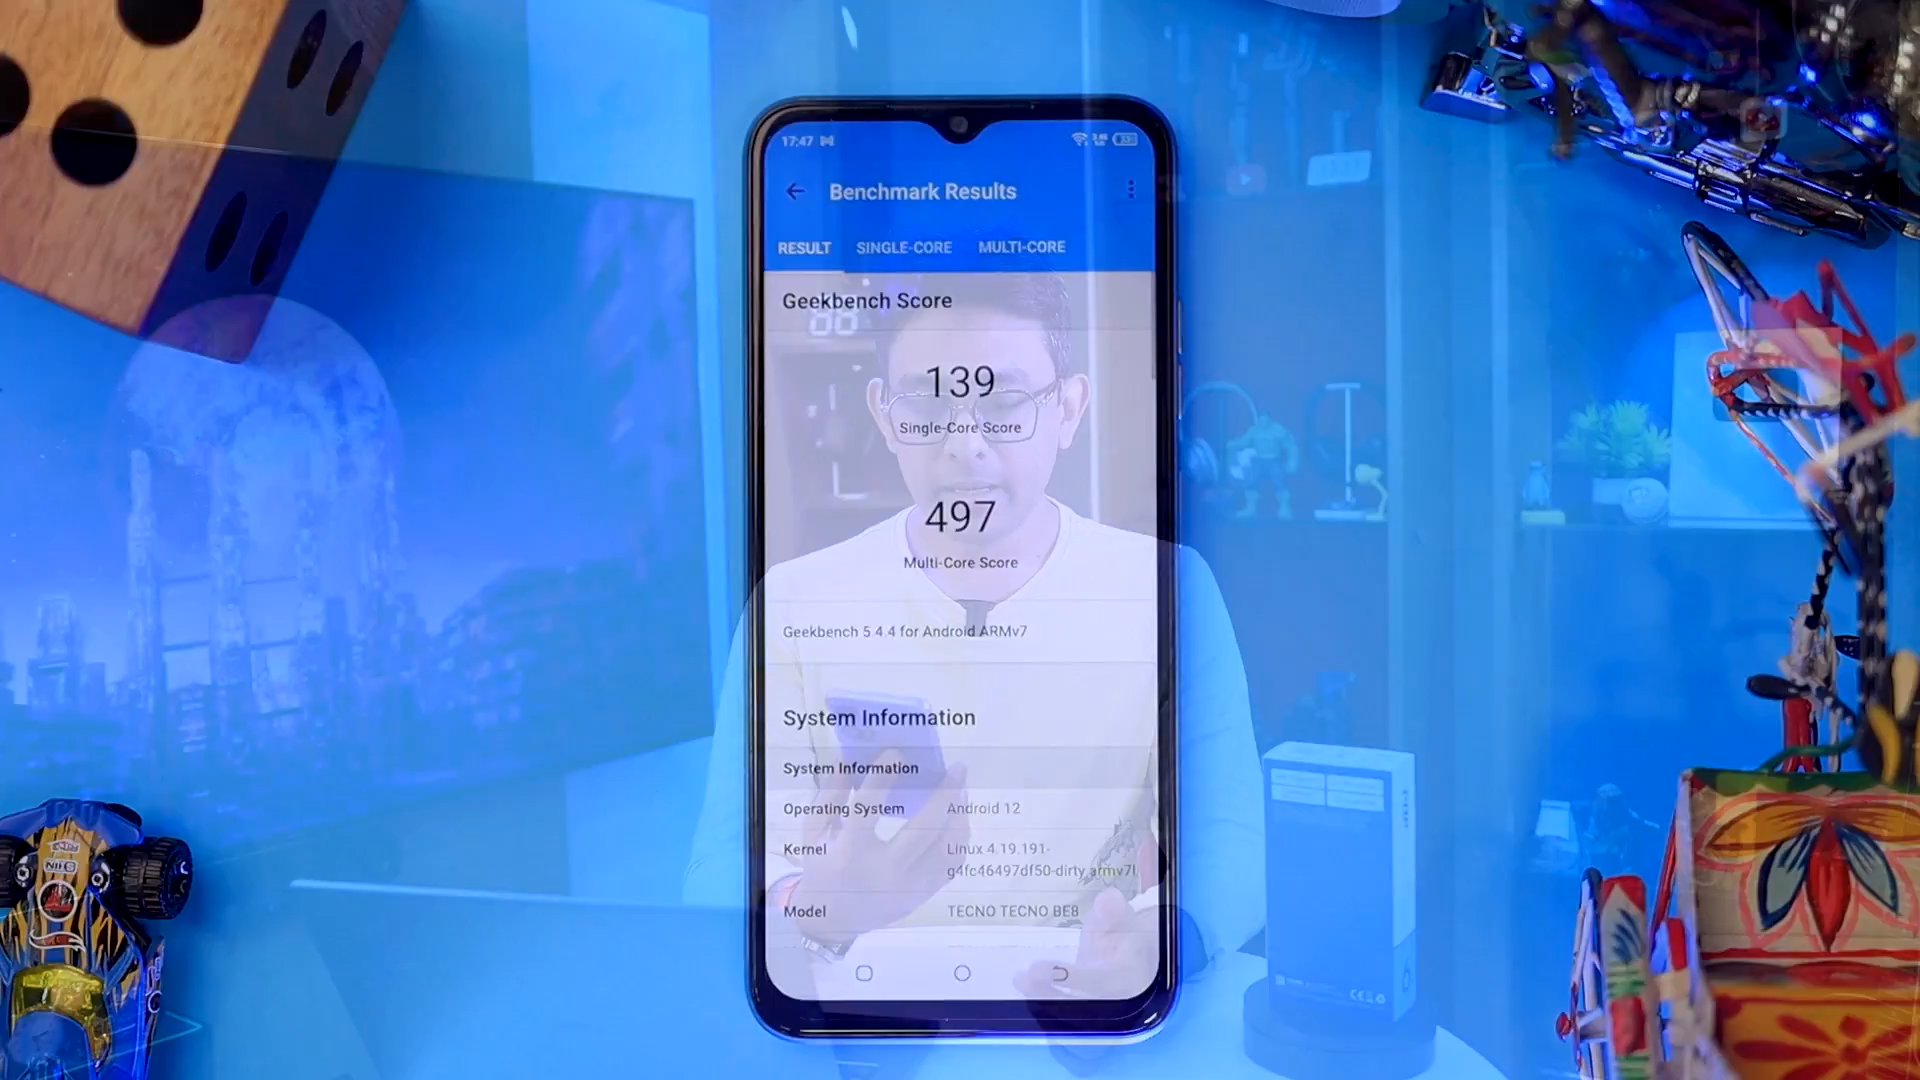 17:47
Benchmark Results
RESULT SINGLE-CORE MULTI-CORE
Geekbench Score
139
Single-Core Score
497
Multi-Core Score
Geekbench 5.4.4 for Android ARMv7
System Information
System Information
Operating System Android 12
Kernel Linux 4.19.191-
g4fc46497df50-dirty armv7l
Model TECNO TECNO BE8